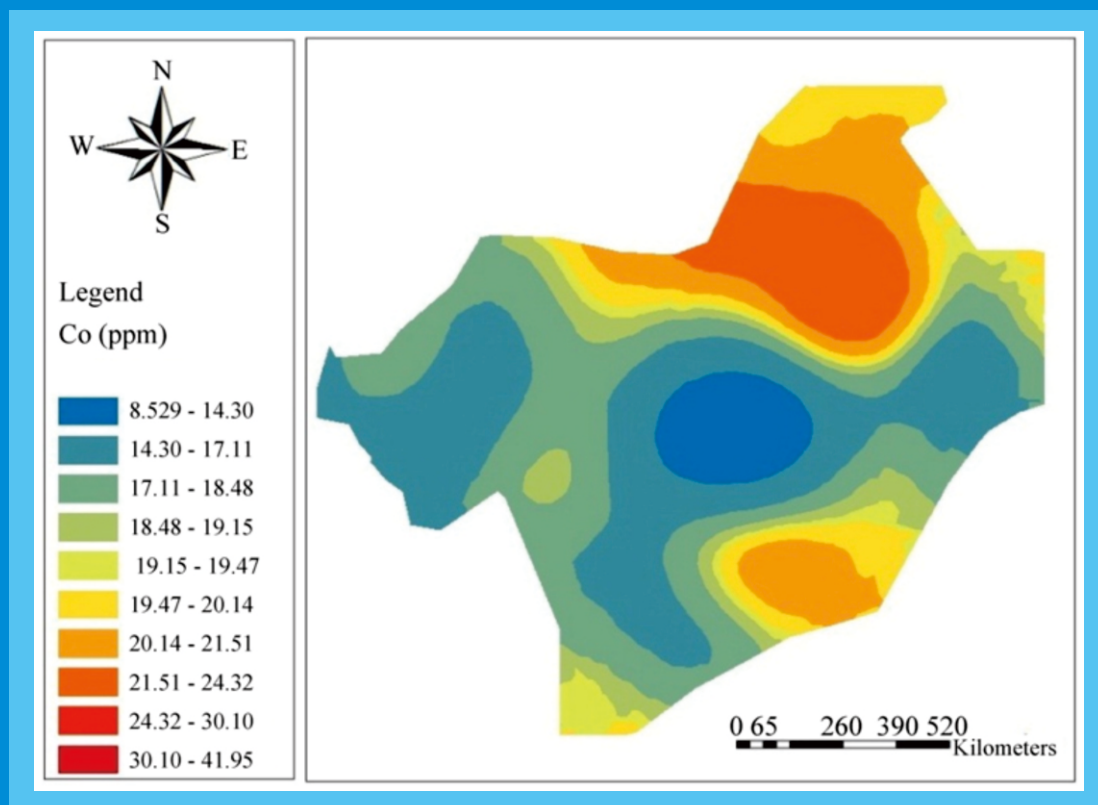 N
W E
S
Legend
Co (ppm)
8.529 - 14.30
14.30 - 17.11
17.11 - 18.48
18.48 - 19.15
19.15 - 19.47
19.47 - 20.14
20.14 - 21.51
21.51 - 24.32
24.32 - 30.10
30.10 - 41.95
0 65 260 390 520
Kilometers